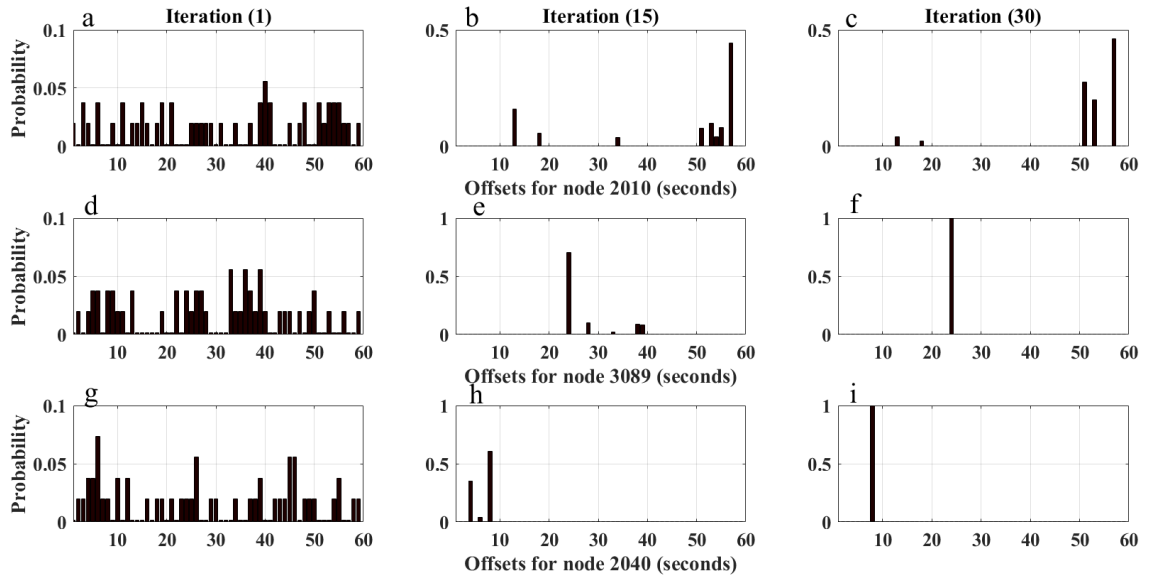 a Iteration (1) b Iteration (15) c Iteration (30)
0.1 0.5 0.5
Probability
0.05
0 0 0
10 20 30 40 50 60 10 20 30 40 50 60 10 20 30 40 50 60
Offsets for node 2010 (seconds)
d e f
0.1 1 1
Probability
0.05 0.5 0.5
0 0 0
10 20 30 40 50 60 10 20 30 40 50 60 10 20 30 40 50 60
Offsets for node 3089 (seconds)
g h i
0.1 1 1
Probability
0.05 0.5 0.5
0 0 0
10 20 30 40 50 60 10 20 30 40 50 60 10 20 30 40 50 60
Offsets for node 2040 (seconds)